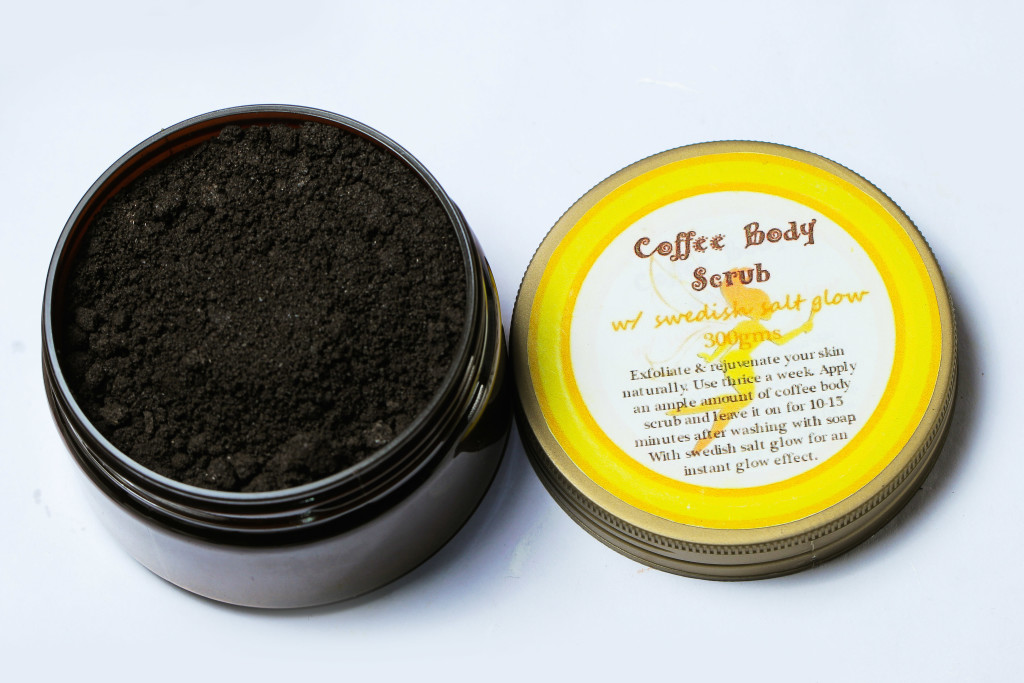 Coffee Body
Scrub
w/ swedish salt glow
300gms
Exfoliate & rejuvenate your skin
naturally. Use thrice a week. Apply
an ample amount of coffee body
scrub and leave it on for 10-15
minutes after washing with soap
With swedish salt glow for an
instant glow effect.